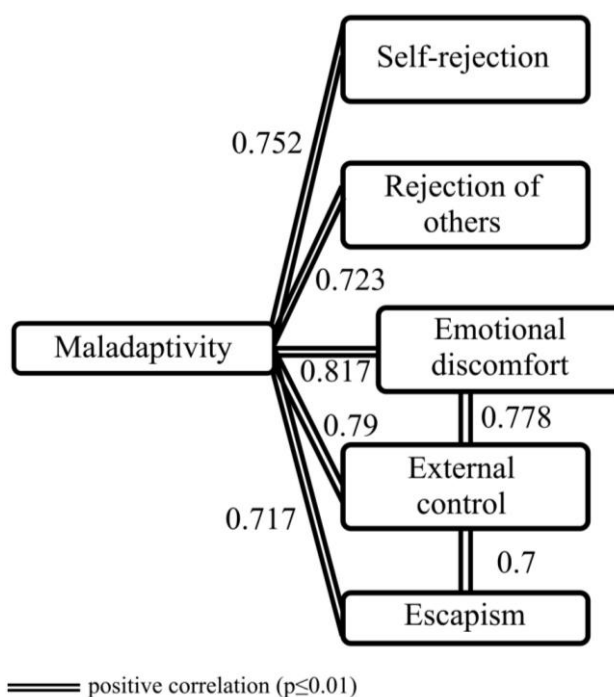 Self-rejection
0.752
Rejection of
others
0.723
Maladaptivity
Emotional
discomfort
0.817
0.778
0.79
External
control
0.717
0.7
Escapism
positive correlation (p≤0.01)